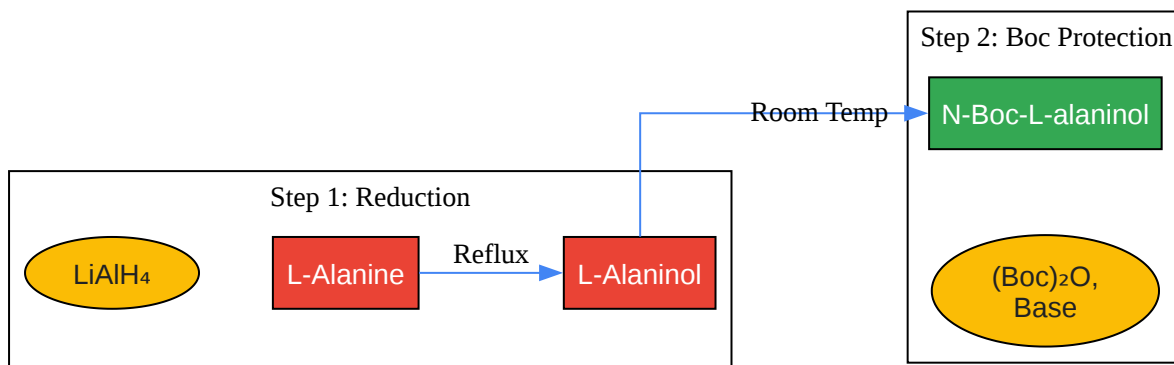 Step 2: Boc Protection
Room Temp
N-Boc-L-alaninol
Step 1: Reduction
LiAlH₄
L-Alanine
Reflux
L-Alaninol
(Boc)₂O,
Base